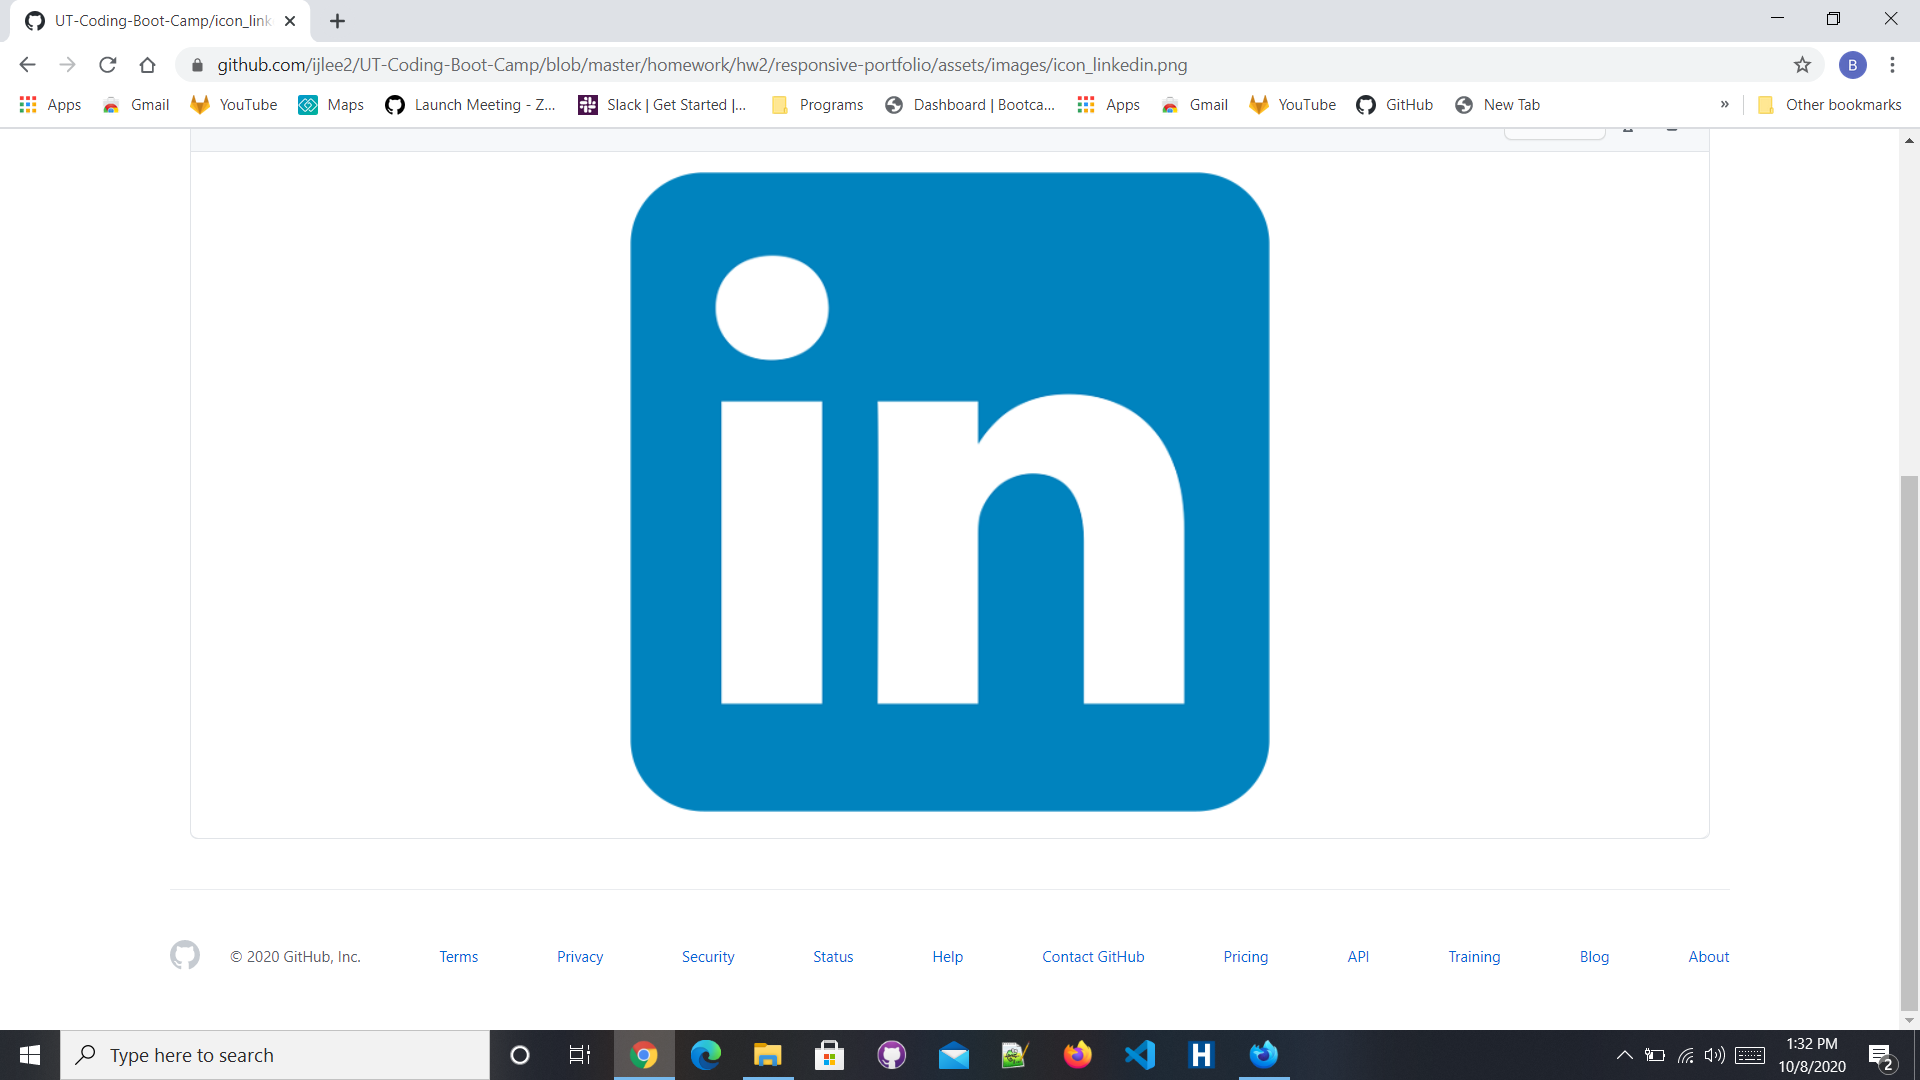 UT-Coding-Boot-Camp/icon_link
github.com/ijlee2/UT-Coding-Boot-Camp/blob/master/homework/hw2/responsive-portfolio/assets/images/icon_linkedin.png
B
Apps Gmail YouTube Maps Launch Meeting - Z... Slack | Get Started |... Programs Dashboard | Bootca... Apps Gmail YouTube GitHub New Tab » Other bookmarks
in
© 2020 GitHub, Inc. Terms Privacy Security Status Help Contact GitHub Pricing API Training Blog About
Type here to search
H
1:32 PM
10/8/2020
2